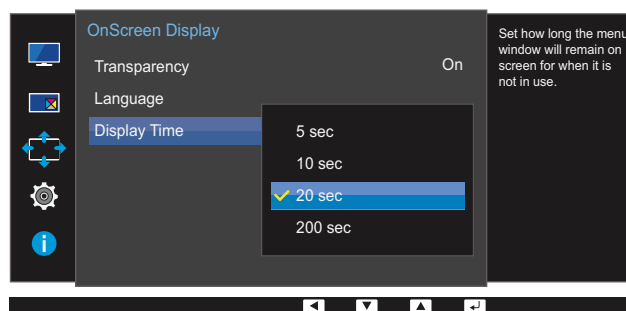 OnScreen Display
Transparency On
Language
Display Time
5 sec
10 sec
20 sec
200 sec
Set how long the menu
window will remain on
screen for when it is
not in use.